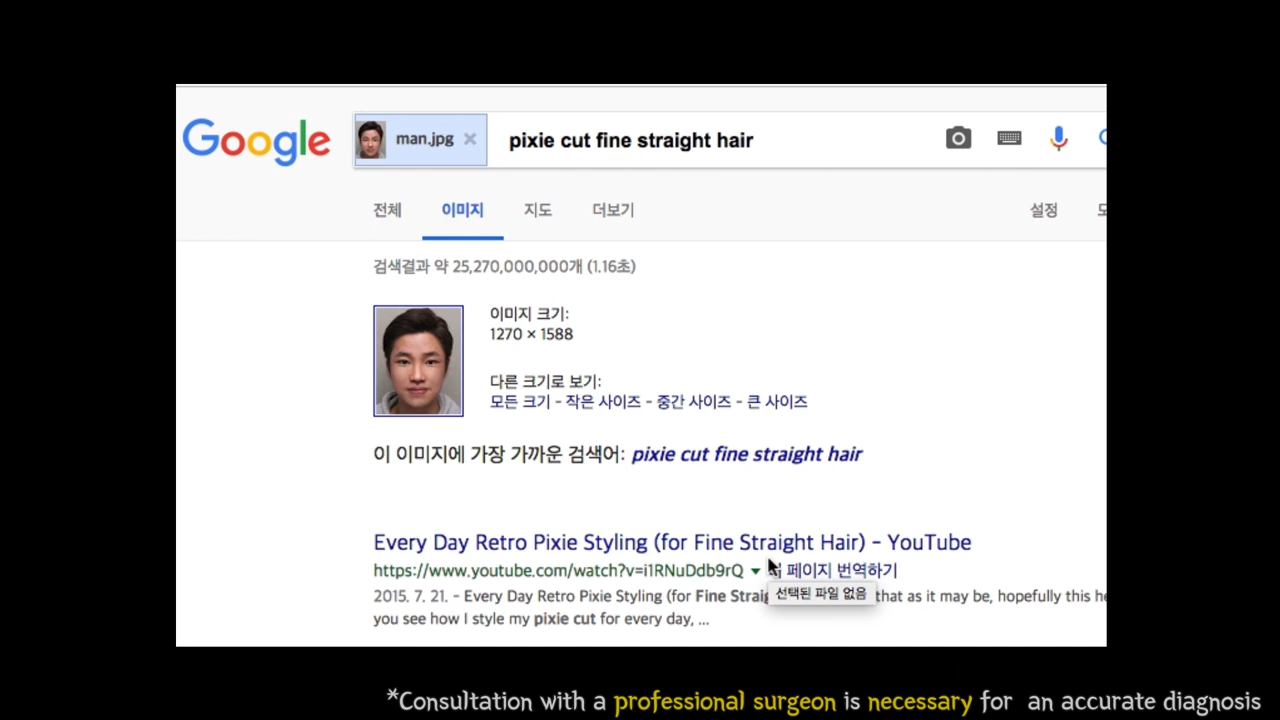 Google
man.jpg
pixie cut fine straight hair
전체 이미지 지도 더보기 설정
검색결과 약 25,270,000,000개 (1.16초)
이미지 크기:
1270 × 1588
다른 크기로 보기:
모든 크기 - 작은 사이즈 - 중간 사이즈 - 큰 사이즈
이 이미지에 가장 가까운 검색어: pixie cut fine straight hair
Every Day Retro Pixie Styling (for Fine Straight Hair) - YouTube
https://www.youtube.com/watch?v=i1RNuDdb9rQ 페이지 번역하기
선택된 파일 없음
2015. 7. 21. - Every Day Retro Pixie Styling (for Fine that as it may be, hopefully this
you see how I style my pixie cut for every day, ...
*Consultation with a professional surgeon is necessary for an accurate diagnosis